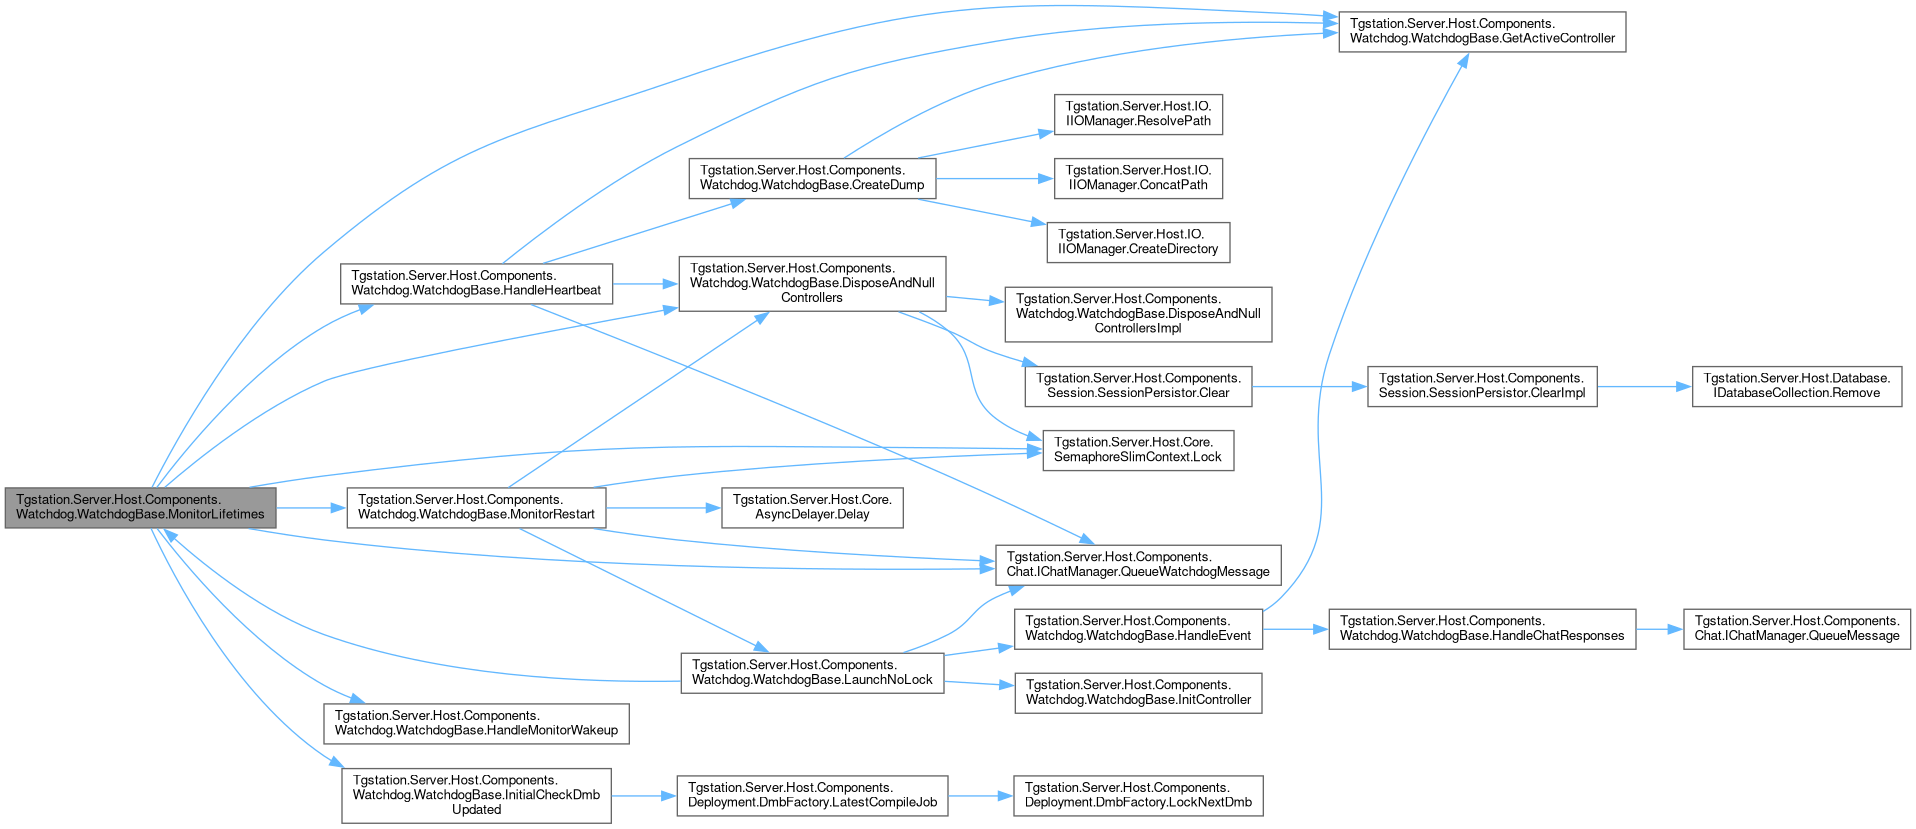 Tgstation.Server.Host.Components.
Watchdog.WatchdogBase.MonitorLifetimes
Tgstation.Server.Host.Components.
Watchdog.WatchdogBase.HandleHeartbeat
Tgstation.Server.Host.Components.
Watchdog.WatchdogBase.MonitorRestart
Tgstation.Server.Host.Components.
Watchdog.WatchdogBase.HandleMonitorWakeup
Tgstation.Server.Host.Components.
Watchdog.WatchdogBase.InitialCheckDmb
Updated
Tgstation.Server.Host.Components.
Watchdog.WatchdogBase.CreateDump
Tgstation.Server.Host.Components.
Watchdog.WatchdogBase.DisposeAndNull
Controllers
Tgstation.Server.Host.Core.
AsyncDelayer.Delay
Tgstation.Server.Host.Components.
Watchdog.WatchdogBase.LaunchNoLock
Tgstation.Server.Host.Components.
Deployment.DmbFactory.LatestCompileJob
Tgstation.Server.Host.IO.
IIOManager.ResolvePath
Tgstation.Server.Host.IO.
IIOManager.ConcatPath
Tgstation.Server.Host.IO.
IIOManager.CreateDirectory
Tgstation.Server.Host.Components.
Watchdog.WatchdogBase.DisposeAndNull
ControllersImpl
Tgstation.Server.Host.Components.
Session.SessionPersistor.Clear
Tgstation.Server.Host.Core.
SemaphoreSlimContext.Lock
Tgstation.Server.Host.Components.
Chat.IChatManager.QueueWatchdogMessage
Tgstation.Server.Host.Components.
Watchdog.WatchdogBase.HandleEvent
Tgstation.Server.Host.Components.
Watchdog.WatchdogBase.InitController
Tgstation.Server.Host.Components.
Deployment.DmbFactory.LockNextDmb
Tgstation.Server.Host.Components.
Watchdog.WatchdogBase.GetActiveController
Tgstation.Server.Host.Components.
Session.SessionPersistor.ClearImpl
Tgstation.Server.Host.Components.
Watchdog.WatchdogBase.HandleChatResponses
Tgstation.Server.Host.Database.
IDatabaseCollection.Remove
Tgstation.Server.Host.Components.
Chat.IChatManager.QueueMessage